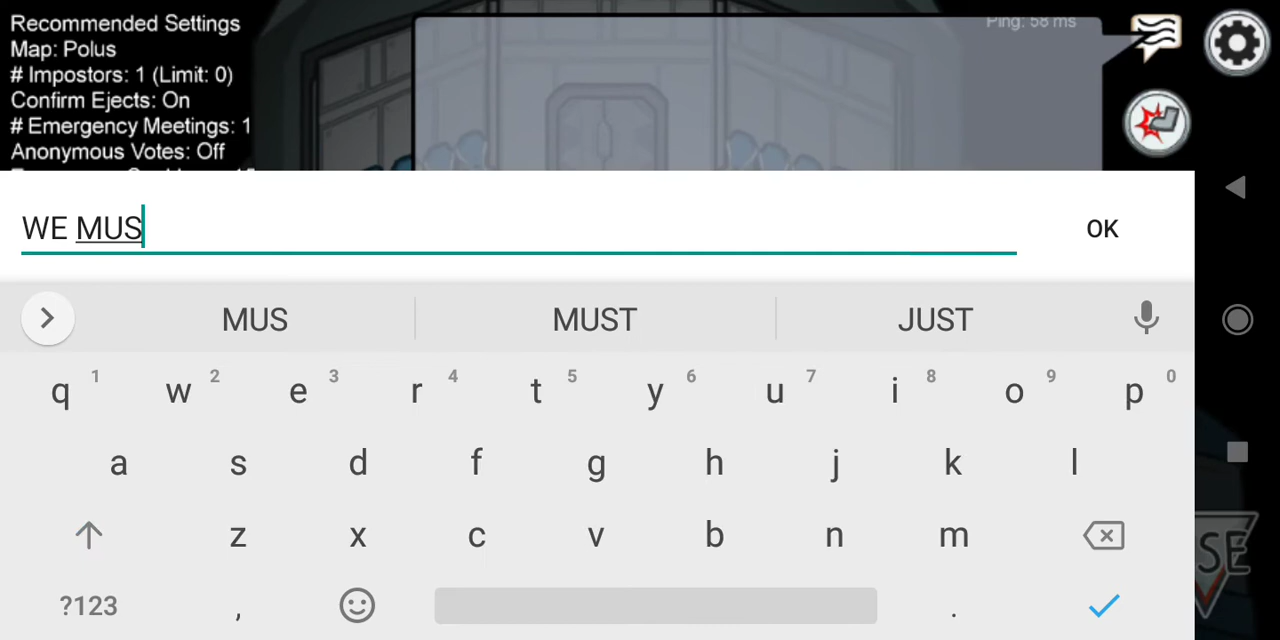 Recommended Settings
Map: Polus
# Impostors: 1 (Limit: 0)
Confirm Ejects: On
# Emergency Meetings: 1
Anonymous Votes: Off
Ping: 58 ms
WE MUS
OK
MUS MUST JUST
q 1 w 2 e 3 r 4 t 5 y 6 u 7 i 8 o 9 p 0
a s d f g h j k l
z x c v b n m
?123 , .
SE